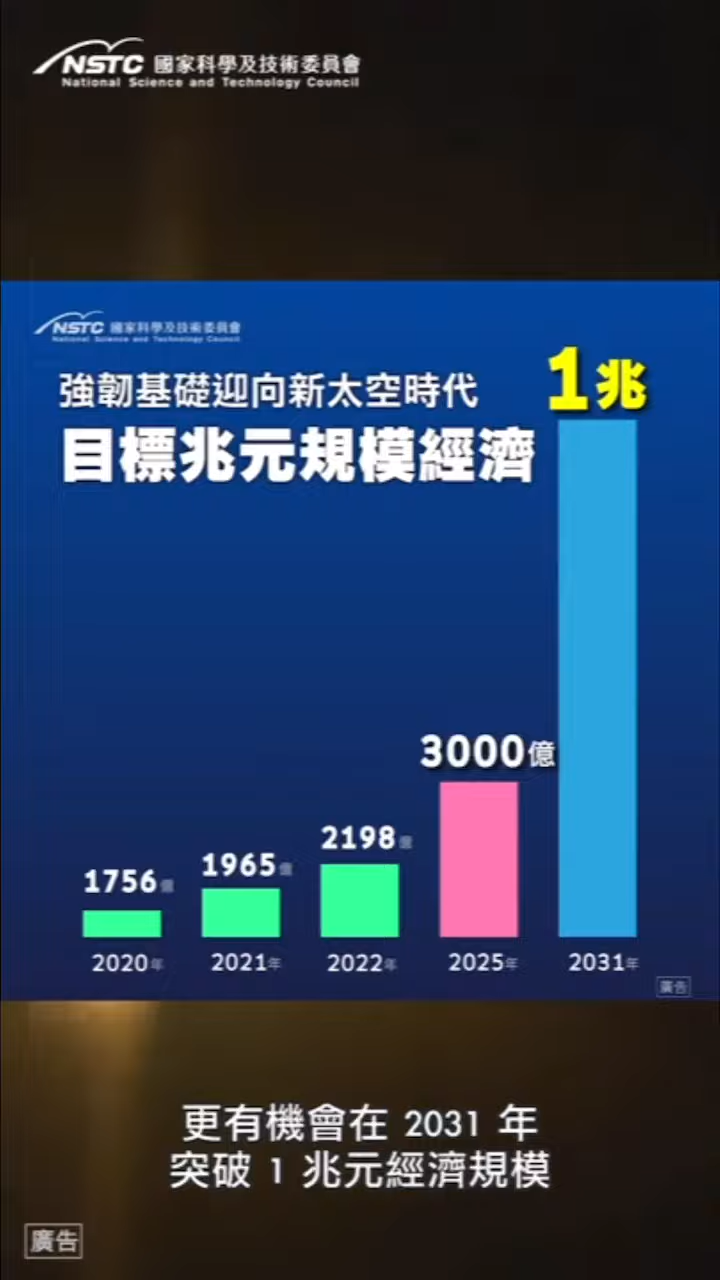 NSTC 國家科學及技術委員會
National Science and Technology Council
NSTC 國家科學及技術委員會
National Science and Technology Council
強韌基礎迎向新太空時代
目標兆元規模經濟
1兆
3000億
2198億
1965億
1756億
2020年
2021年
2022年
2025年
2031年
廣告
更有機會在 2031 年
突破 1 兆元經濟規模
廣告